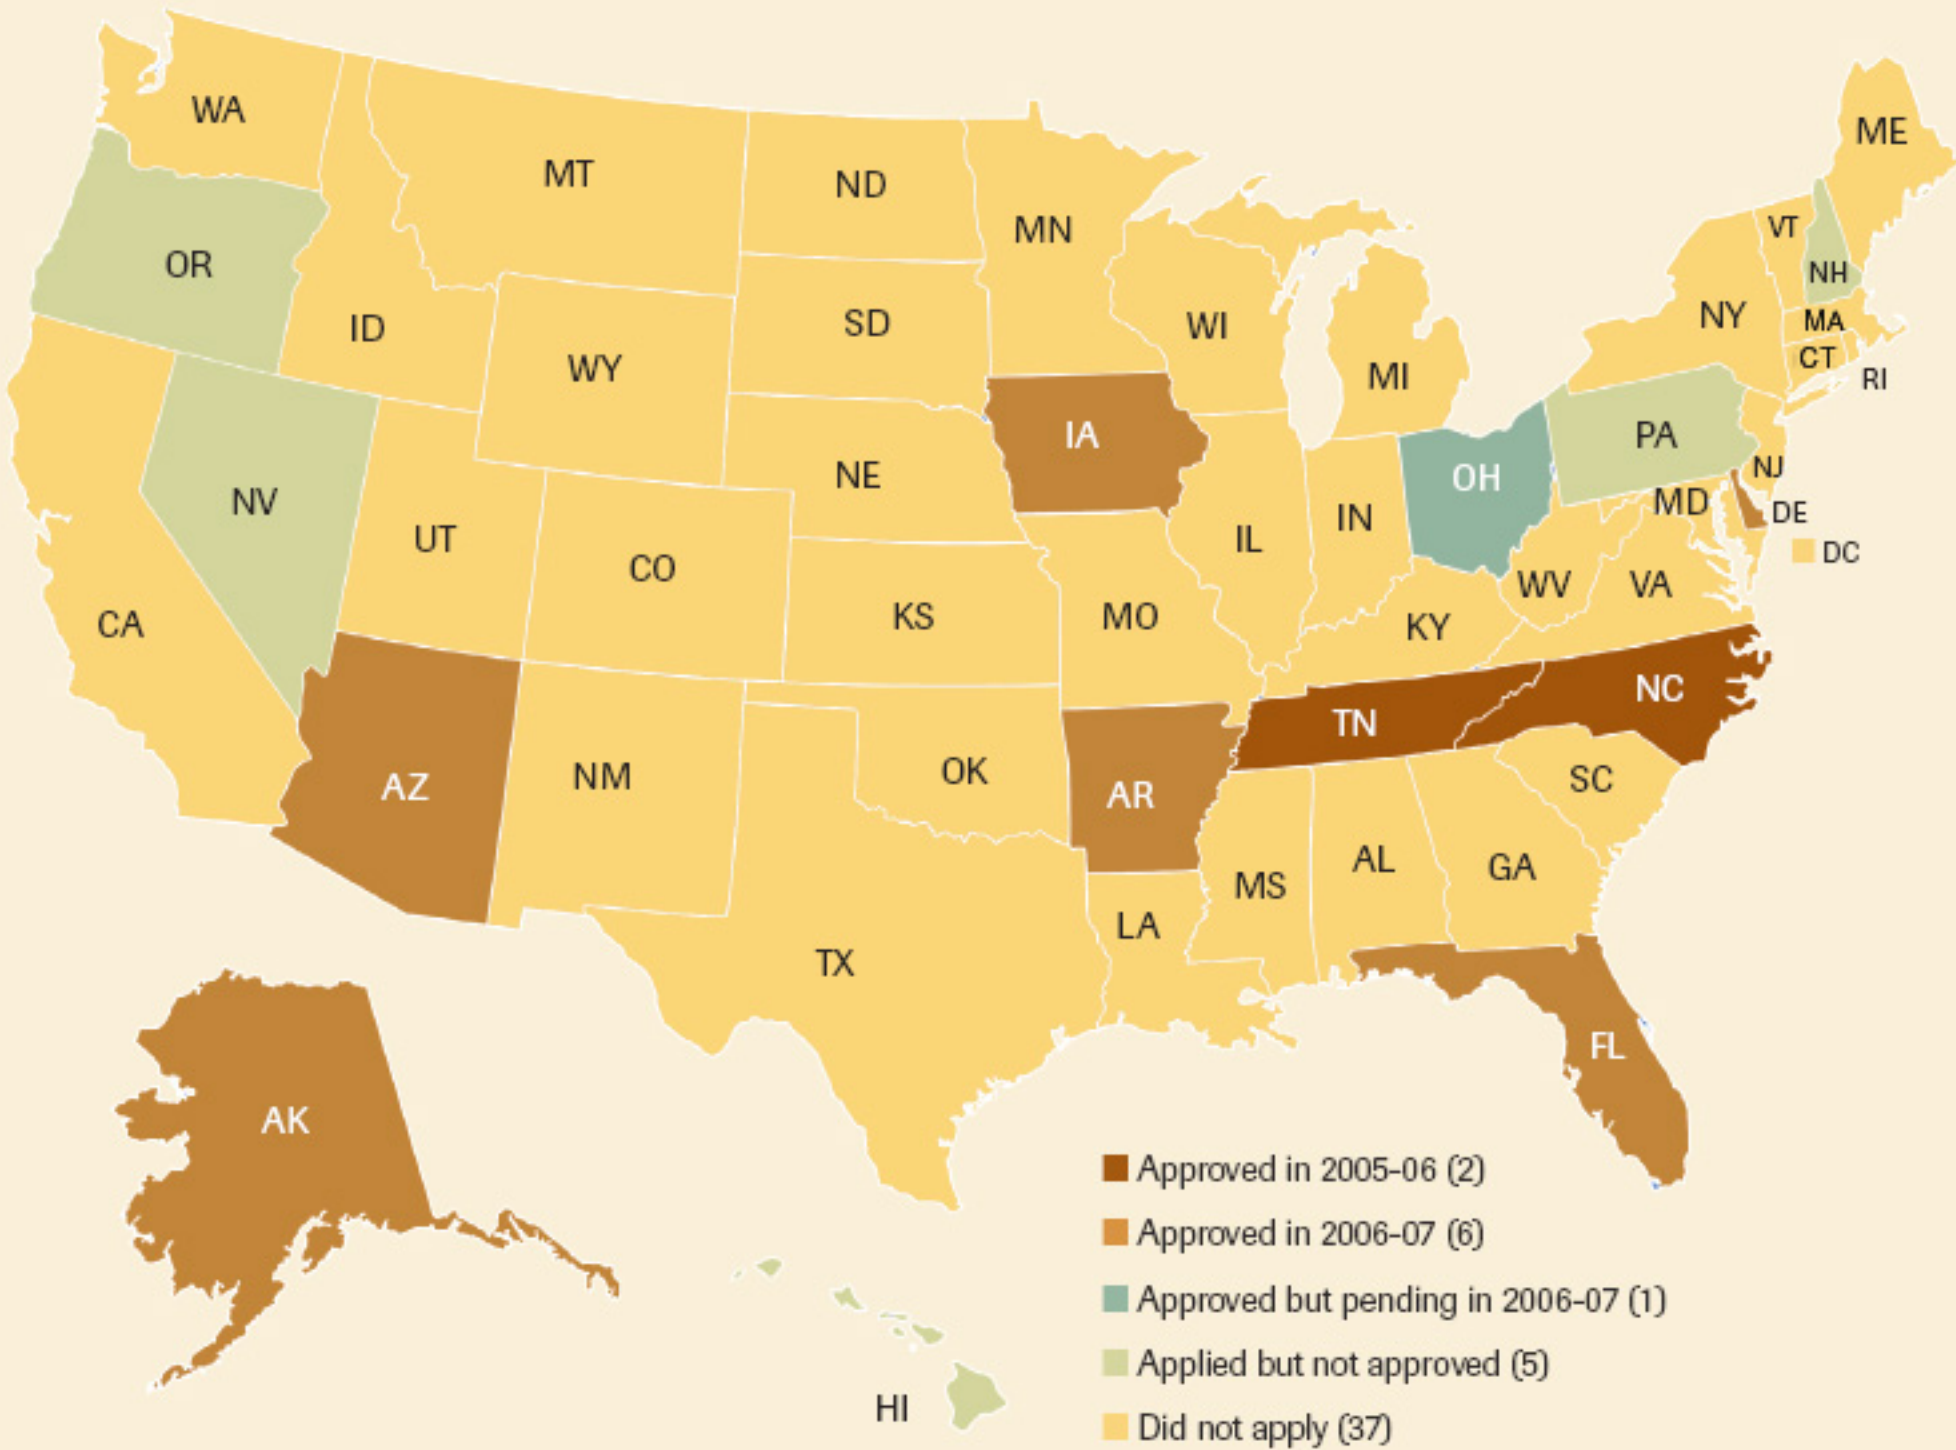 WA
MT
ND
MN
ME
OR
ID
SD
WI
VT
NH
NY
MA
CT
RI
WY
MI
IA
NE
PA
NJ
OH
MD
DE
DC
NV
UT
CO
KS
MO
IL
IN
WV
VA
CA
KY
NC
TN
AZ
NM
OK
AR
SC
MS
AL
GA
LA
TX
FL
AK
HI
Approved in 2005-06 (2)
Approved in 2006-07 (6)
Approved but pending in 2006-07 (1)
Applied but not approved (5)
Did not apply (37)